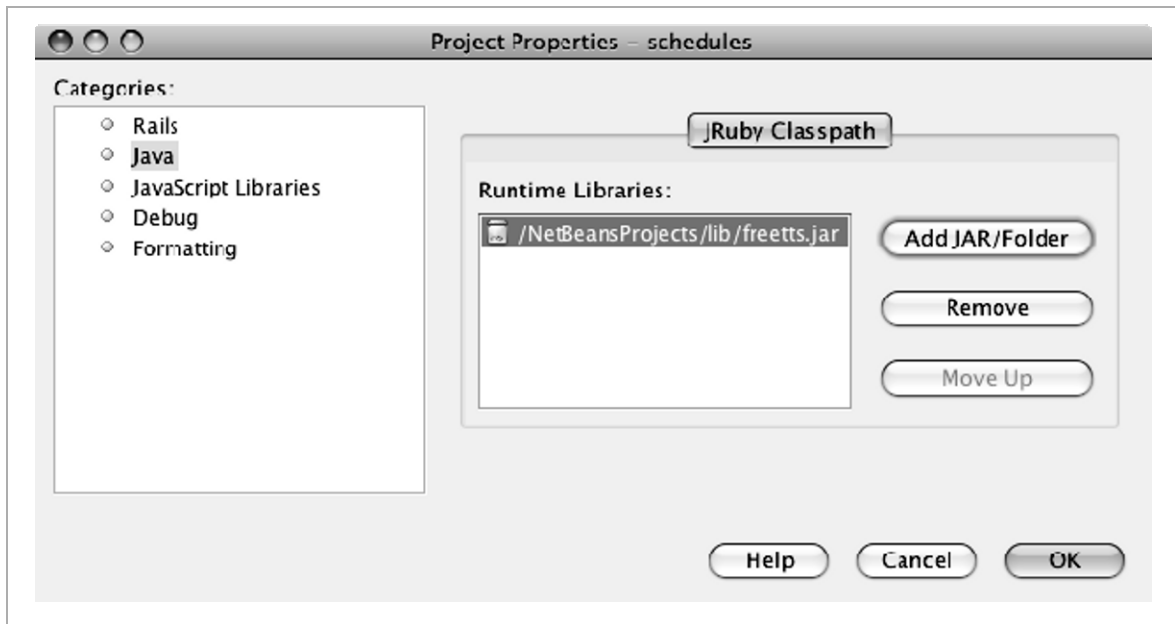 Project Properties – schedules
Categories:
Rails
Java
JavaScript Libraries
Debug
Formatting
JRuby Classpath
Runtime Libraries:
/NetBeansProjects/lib/freetts.jar
Add JAR/Folder
Remove
Move Up
Help
Cancel
OK